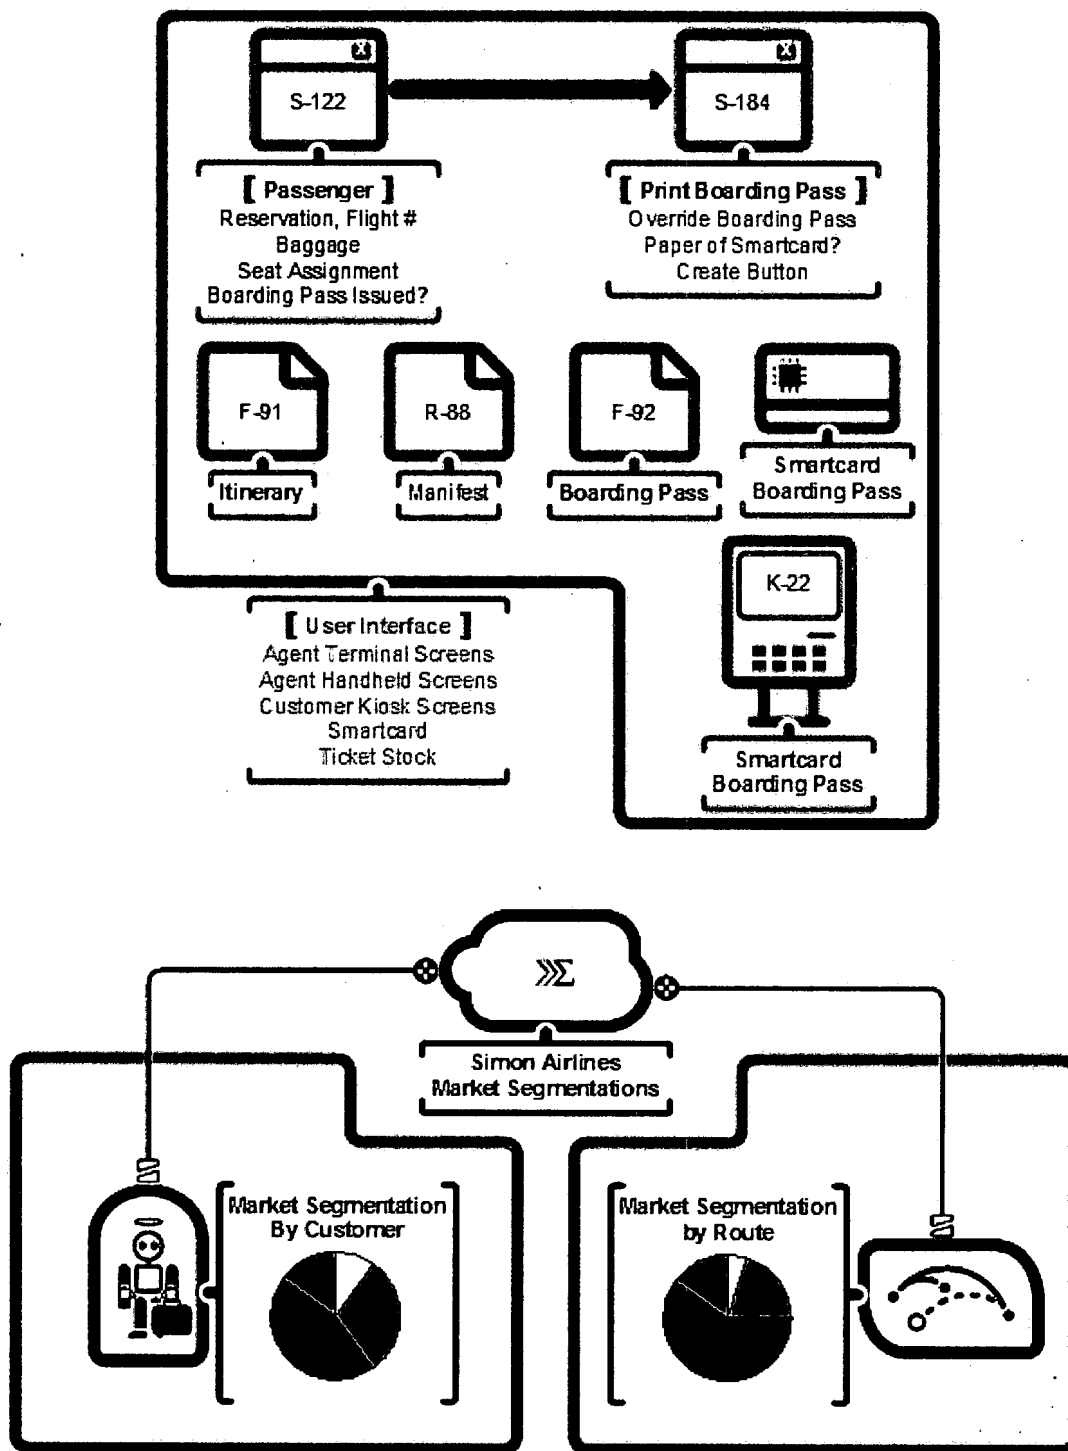 X
X
S-122
S-184
[ Passenger ]
Reservation, Flight #
Baggage
Seat Assignment
Boarding Pass Issued?
[ Print Boarding Pass ]
Override Boarding Pass
Paper of Smartcard?
Create Button
F-91
R-88
F-92
Itinerary
Manifest
Boarding Pass
Smartcard
Boarding Pass
K-22
Smartcard
Boarding Pass
[ User Interface ]
Agent Terminal Screens
Agent Handheld Screens
Customer Kiosk Screens
Smartcard
Ticket Stock
⋙Σ
Simon Airlines
Market Segmentations
Market Segmentation
By Customer
Market Segmentation
by Route